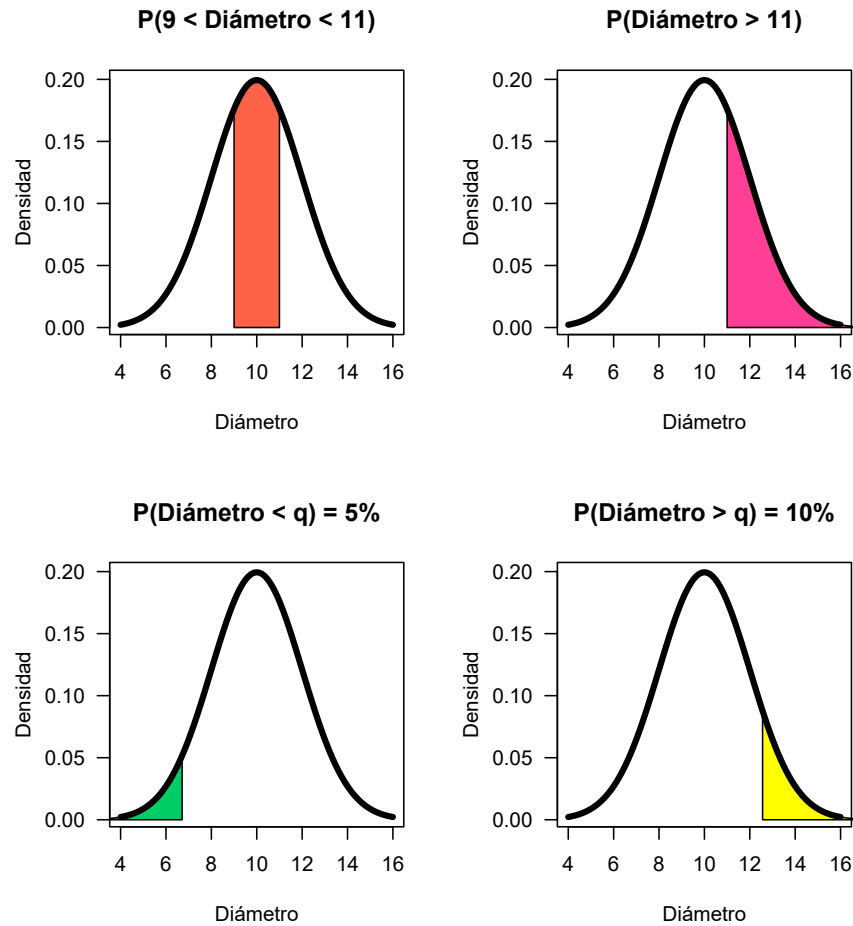 P(9 < Diámetro < 11)
Densidad
0.20
0.15
0.10
0.05
0.00
4 6 8 10 12 14 16
Diámetro
P(Diámetro > 11)
Densidad
0.20
0.15
0.10
0.05
0.00
4 6 8 10 12 14 16
Diámetro
P(Diámetro < q) = 5%
Densidad
0.20
0.15
0.10
0.05
0.00
4 6 8 10 12 14 16
Diámetro
P(Diámetro > q) = 10%
Densidad
0.20
0.15
0.10
0.05
0.00
4 6 8 10 12 14 16
Diámetro